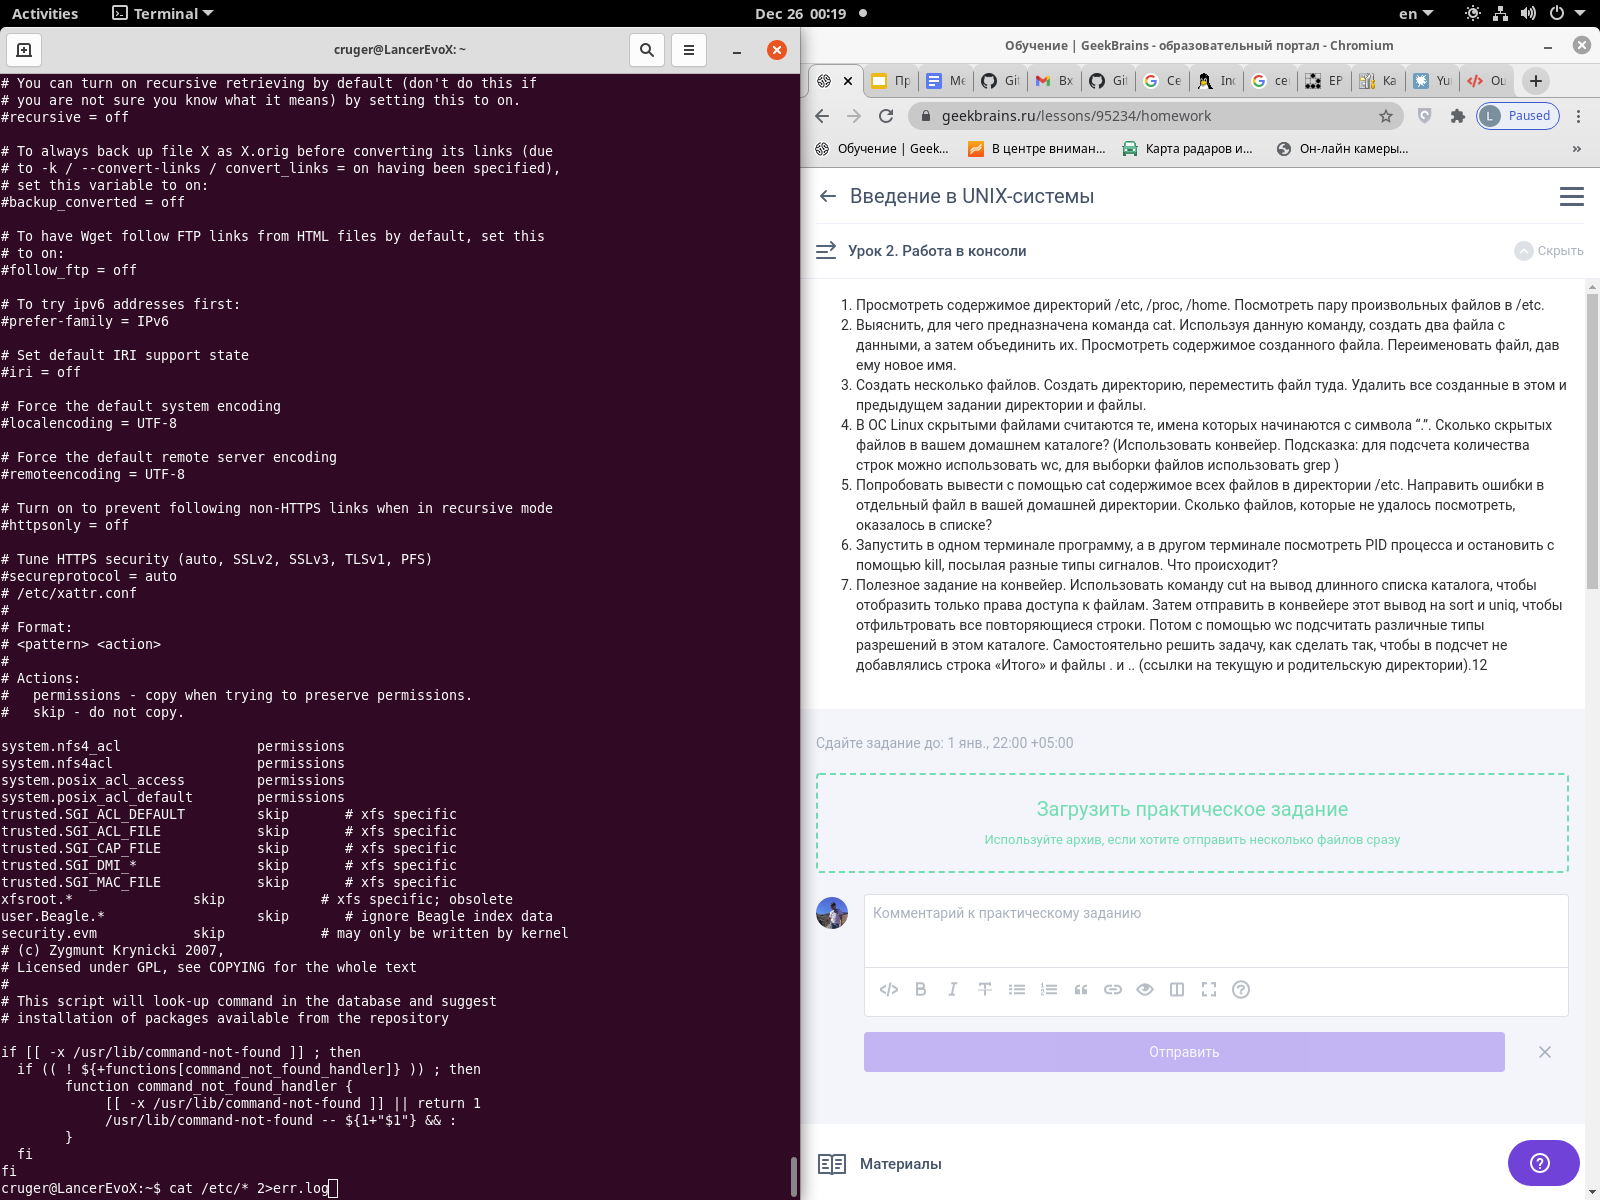 Activities
Terminal
Dec 26  00:19
en
cruger@LancerEvoX: ~
# You can turn on recursive retrieving by default (don't do this if
# you are not sure you know what it means) by setting this to on.
#recursive = off
# To always back up file X as X.orig before converting its links (due
# to -k / --convert-links / convert_links = on having been specified),
# set this variable to on:
#backup_converted = off
# To have Wget follow FTP links from HTML files by default, set this
# to on:
#follow_ftp = off
# To try ipv6 addresses first:
#prefer-family = IPv6
# Set default IRI support state
#iri = off
# Force the default system encoding
#localencoding = UTF-8
# Force the default remote server encoding
#remoteencoding = UTF-8
# Turn on to prevent following non-HTTPS links when in recursive mode
#httpsonly = off
# Tune HTTPS security (auto, SSLv2, SSLv3, TLSv1, PFS)
#secureprotocol = auto
# /etc/xattr.conf
#
# Format:
# <pattern> <action>
#
# Actions:
#   permissions - copy when trying to preserve permissions.
#   skip - do not copy.
system.nfs4_acl                 permissions
system.nfs4acl                  permissions
system.posix_acl_access         permissions
system.posix_acl_default        permissions
trusted.SGI_ACL_DEFAULT         skip       # xfs specific
trusted.SGI_ACL_FILE            skip       # xfs specific
trusted.SGI_CAP_FILE            skip       # xfs specific
trusted.SGI_DMI_*               skip       # xfs specific
trusted.SGI_MAC_FILE            skip       # xfs specific
xfsroot.*               skip            # xfs specific; obsolete
user.Beagle.*                   skip       # ignore Beagle index data
security.evm            skip            # may only be written by kernel
# (c) Zygmunt Krynicki 2007,
# Licensed under GPL, see COPYING for the whole text
#
# This script will look-up command in the database and suggest
# installation of packages available from the repository
if [[ -x /usr/lib/command-not-found ]] ; then
  if (( ! ${+functions[command_not_found_handler]} )) ; then
        function command_not_found_handler {
             [[ -x /usr/lib/command-not-found ]] || return 1
             /usr/lib/command-not-found -- ${1+"$1"} && :
        }
  fi
fi
cruger@LancerEvoX:~$ cat /etc/* 2>err.log
Обучение | GeekBrains - образовательный портал - Chromium
Пр
Ме
Git
Вх
Git
Се
Inc
се
EP
Ка
Yu
Ou
geekbrains.ru/lessons/95234/homework
L Paused
Обучение | Geek...
В центре вниман...
Карта радаров и...
Он-лайн камеры...
»
Введение в UNIX-системы
Урок 2. Работа в консоли
Скрыть
1. Просмотреть содержимое директорий /etc, /proc, /home. Посмотреть пару произвольных файлов в /etc.
2. Выяснить, для чего предназначена команда cat. Используя данную команду, создать два файла с
данными, а затем объединить их. Просмотреть содержимое созданного файла. Переименовать файл, дав
ему новое имя.
3. Создать несколько файлов. Создать директорию, переместить файл туда. Удалить все созданные в этом и
предыдущем задании директории и файлы.
4. В ОС Linux скрытыми файлами считаются те, имена которых начинаются с символа “.”. Сколько скрытых
файлов в вашем домашнем каталоге? (Использовать конвейер. Подсказка: для подсчета количества
строк можно использовать wc, для выборки файлов использовать grep )
5. Попробовать вывести с помощью cat содержимое всех файлов в директории /etc. Направить ошибки в
отдельный файл в вашей домашней директории. Сколько файлов, которые не удалось посмотреть,
оказалось в списке?
6. Запустить в одном терминале программу, а в другом терминале посмотреть PID процесса и остановить с
помощью kill, посылая разные типы сигналов. Что происходит?
7. Полезное задание на конвейер. Использовать команду cut на вывод длинного списка каталога, чтобы
отобразить только права доступа к файлам. Затем отправить в конвейере этот вывод на sort и uniq, чтобы
отфильтровать все повторяющиеся строки. Потом с помощью wc подсчитать различные типы
разрешений в этом каталоге. Самостоятельно решить задачу, как сделать так, чтобы в подсчет не
добавлялись строка «Итого» и файлы . и .. (ссылки на текущую и родительскую директории).12
Сдайте задание до: 1 янв., 22:00 +05:00
Загрузить практическое задание
Используйте архив, если хотите отправить несколько файлов сразу
Комментарий к практическому заданию
Отправить
Материалы